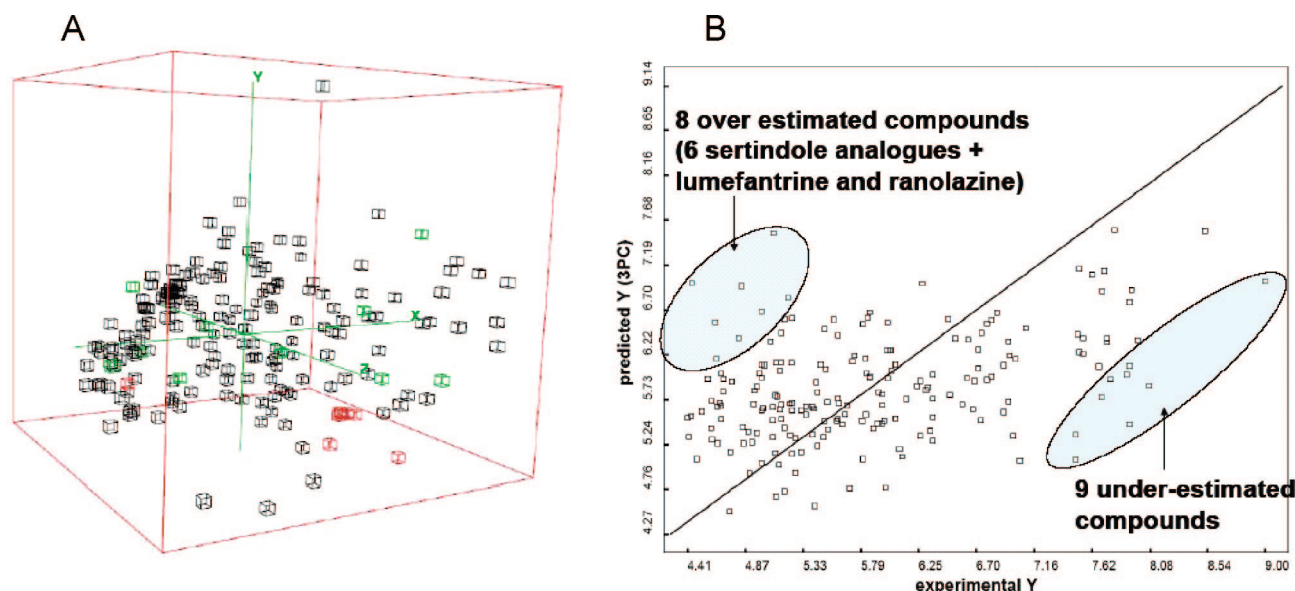 A
B
Y
X
Z
8 over estimated compounds
(6 sertindole analogues +
lumefantrine and ranolazine)
9 under-estimated
compounds
predicted Y (3PC)
9.14
8.65
8.16
7.68
7.19
6.70
6.22
5.73
5.24
4.76
4.27
4.41 4.87 5.33 5.79 6.25 6.70 7.16 7.62 8.08 8.54 9.00
experimental Y